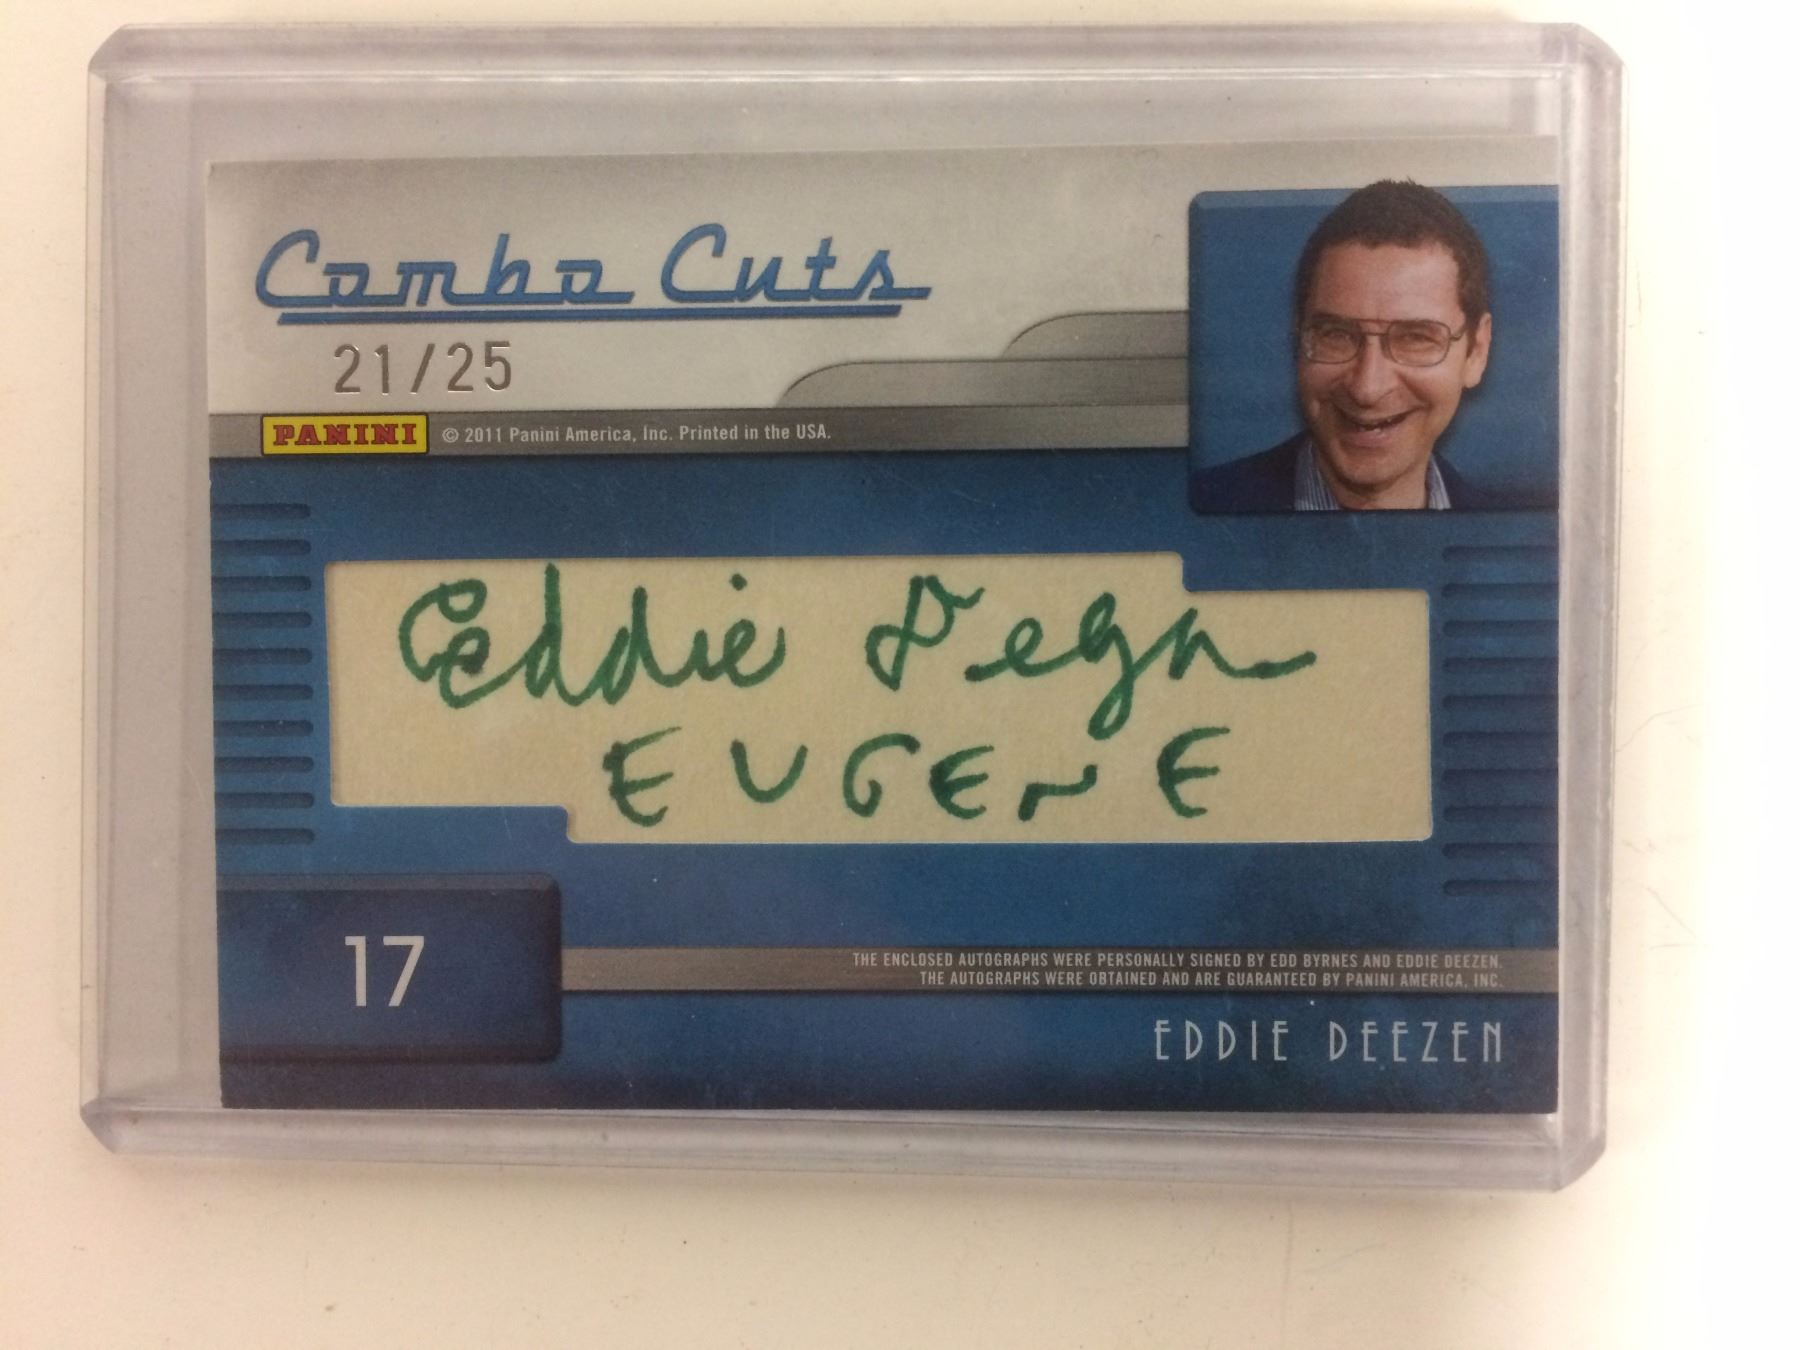 Combo Cuts
21/25
PANINI © 2011 Panini America, Inc. Printed in the USA.
Eddie Deezen
EUGENE
17
THE ENCLOSED AUTOGRAPHS WERE PERSONALLY SIGNED BY EDD BYRNES AND EDDIE DEEZEN.
THE AUTOGRAPHS WERE OBTAINED AND ARE GUARANTEED BY PANINI AMERICA, INC.
EDDIE DEEZEN